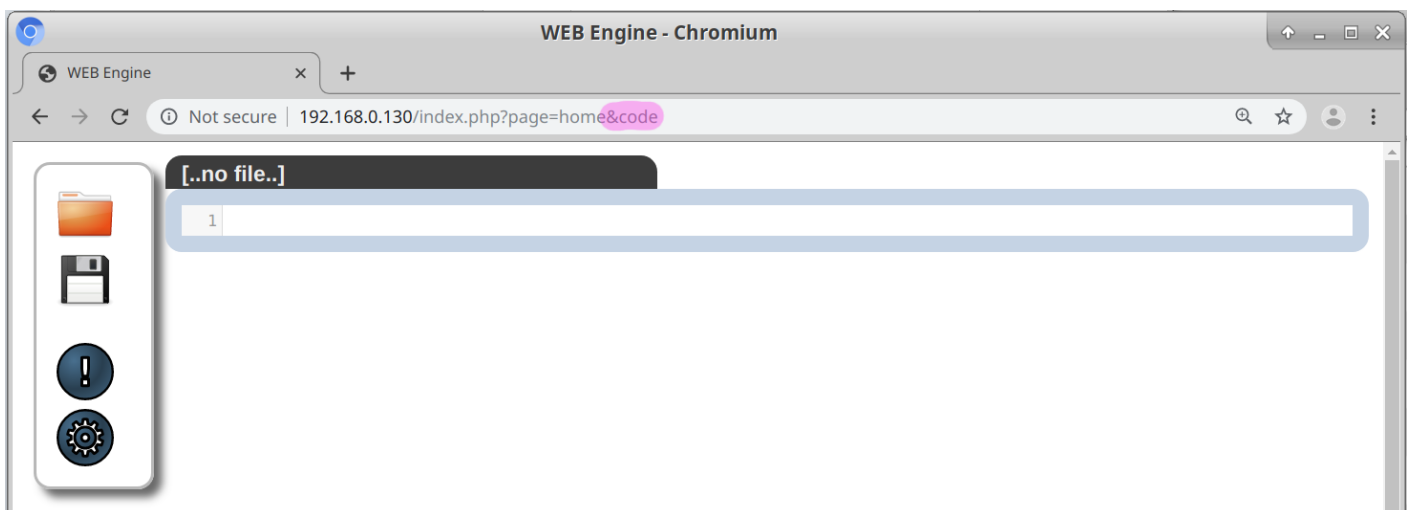 WEB Engine - Chromium
WEB Engine
Not secure 192.168.0.130/index.php?page=home&code
[..no file..]
1